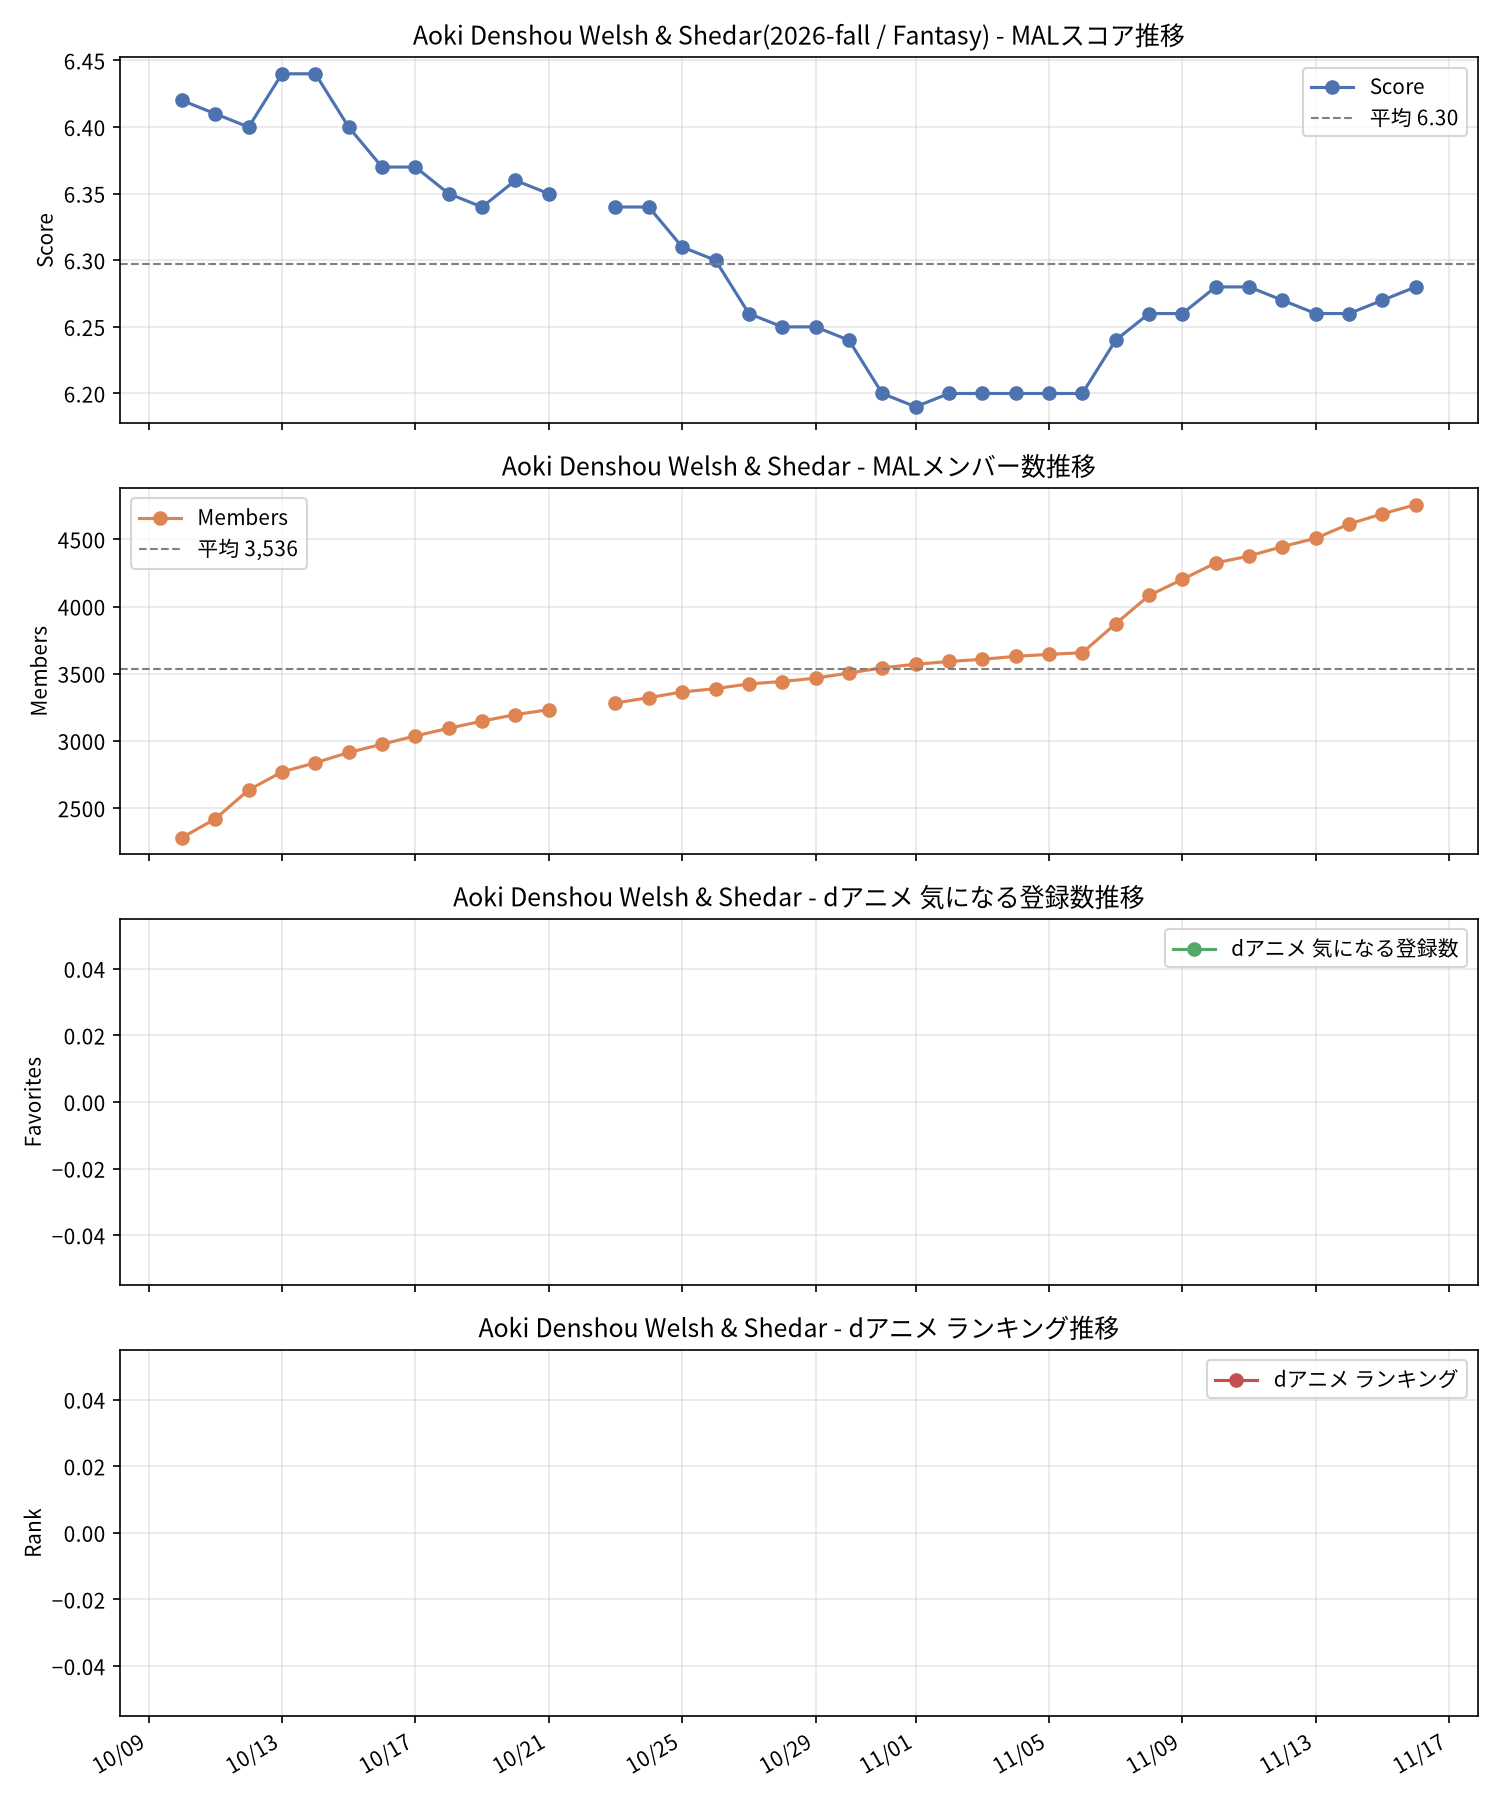 Aoki Denshou Welsh & Shedar(2026-fall / Fantasy) - MALスコア推移
Score
6.45
6.40
6.35
6.30
6.25
6.20
Score
平均 6.30
Aoki Denshou Welsh & Shedar - MALメンバー数推移
Members
4500
4000
3500
3000
2500
Members
平均 3,536
Aoki Denshou Welsh & Shedar - dアニメ 気になる登録数推移
Favorites
0.04
0.02
0.00
−0.02
−0.04
dアニメ 気になる登録数
Aoki Denshou Welsh & Shedar - dアニメ ランキング推移
Rank
0.04
0.02
0.00
−0.02
−0.04
dアニメ ランキング
10/09
10/13
10/17
10/21
10/25
10/29
11/01
11/05
11/09
11/13
11/17